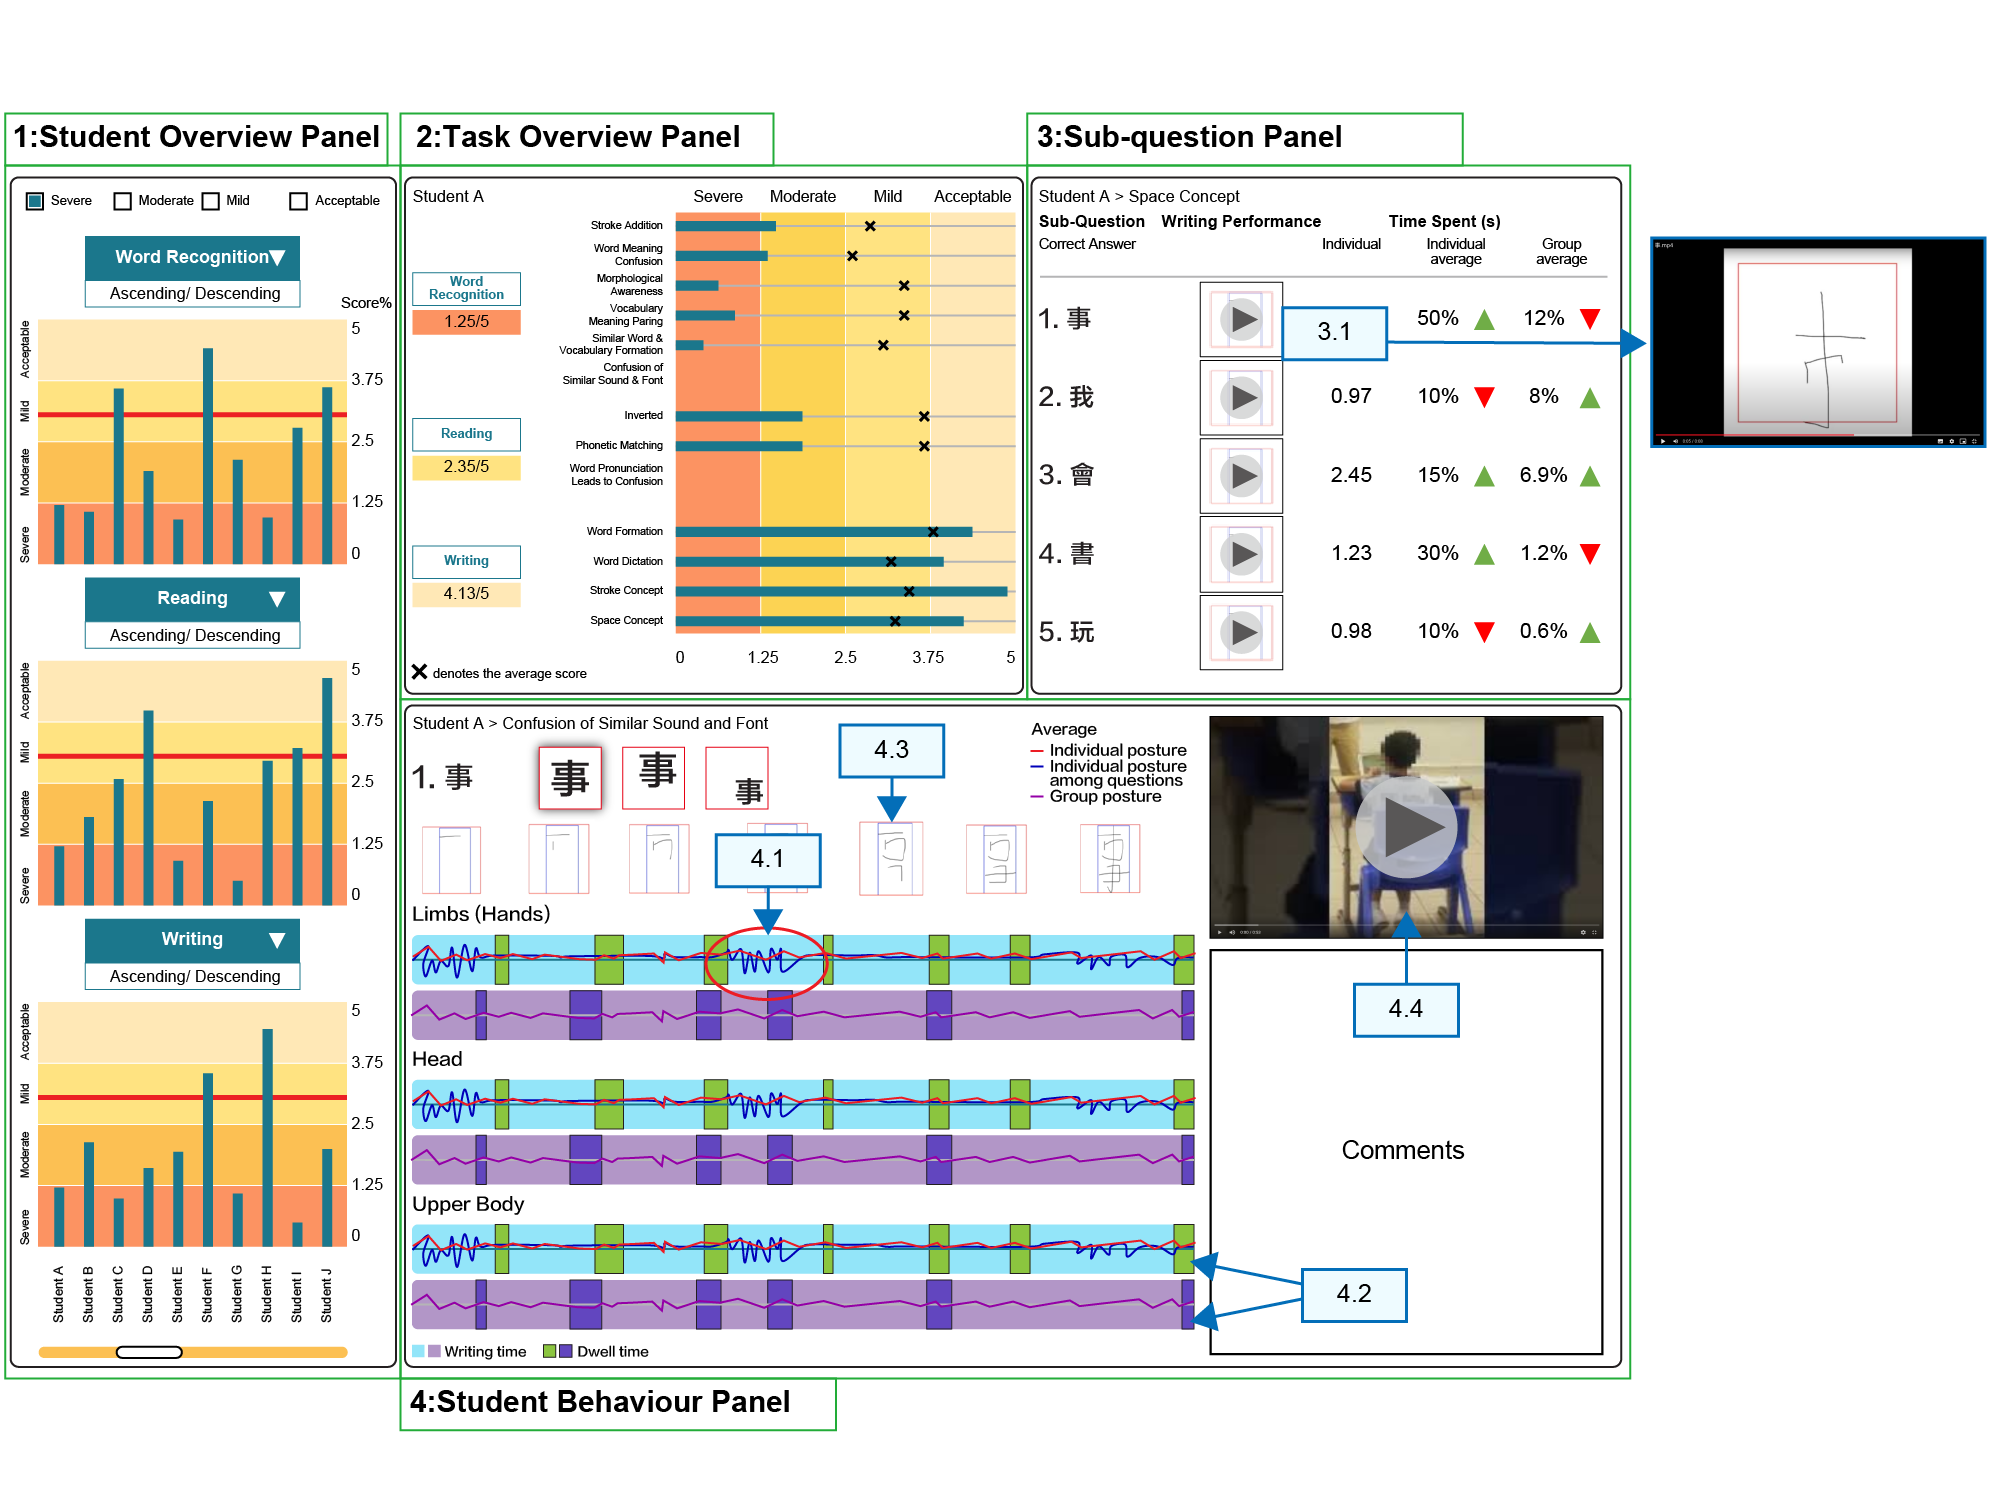 1:Student Overview Panel
2:Task Overview Panel
3:Sub-question Panel
Severe
Moderate
Mild
Acceptable
Word Recognition▼
Ascending/ Descending
Score%
Acceptable
Mild
Moderate
Severe
5
3.75
2.5
1.25
0
Reading ▼
Ascending/ Descending
Acceptable
Mild
Moderate
Severe
5
3.75
2.5
1.25
0
Writing ▼
Ascending/ Descending
Acceptable
Mild
Moderate
Severe
5
3.75
2.5
1.25
0
Student A
Student B
Student C
Student D
Student E
Student F
Student G
Student H
Student I
Student J
Student A
Severe
Moderate
Mild
Acceptable
Word
Recognition
1.25/5
Stroke Addition
Word Meaning
Confusion
Morphological
Awareness
Vocabulary
Meaning Paring
Similar Word &
Vocabulary Formation
Confusion of
Similar Sound & Font
Reading
2.35/5
Inverted
Phonetic Matching
Word Pronunciation
Leads to Confusion
Writing
4.13/5
Word Formation
Word Dictation
Stroke Concept
Space Concept
0 1.25 2.5 3.75 5
✕ denotes the average score
Student A > Space Concept
Sub-Question Writing Performance Time Spent (s)
Correct Answer
Individual
Individual
average
Group
average
1. 事 50% ▲ 12% ▼
3.1
2. 我 0.97 10% ▼ 8% ▲
3. 會 2.45 15% ▲ 6.9% ▲
4. 書 1.23 30% ▲ 1.2% ▼
5. 玩 0.98 10% ▼ 0.6% ▲
事.mp4
Student A > Confusion of Similar Sound and Font
1. 事
事
事
事
4.3
4.1
Average
Individual posture
Individual posture
among questions
Group posture
Limbs (Hands)
Head
Upper Body
Writing time
Dwell time
4.4
Comments
4.2
4:Student Behaviour Panel